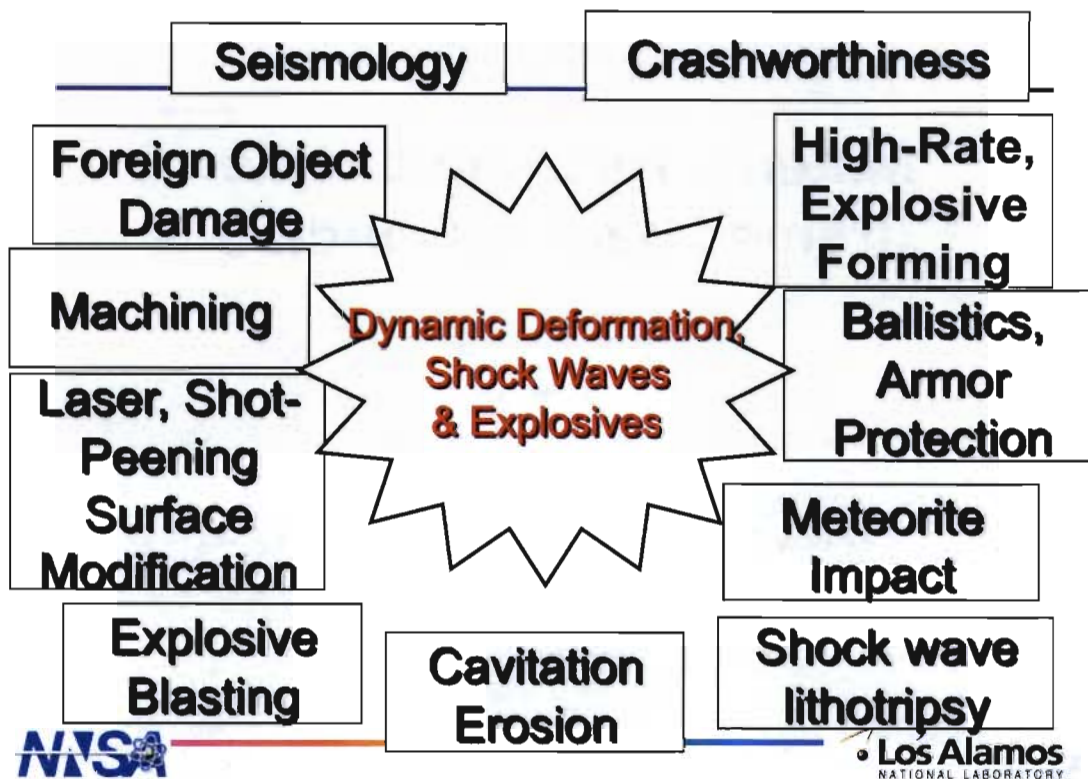 Seismology
Crashworthiness
Foreign Object
Damage
High-Rate,
Explosive
Forming
Machining
Dynamic Deformation,
Shock Waves
& Explosives
Ballistics,
Armor
Protection
Laser, Shot-
Peening
Surface
Modification
Meteorite
Impact
Explosive
Blasting
Cavitation
Erosion
Shock wave
lithotripsy
NNSA
Los Alamos
NATIONAL LABORATORY